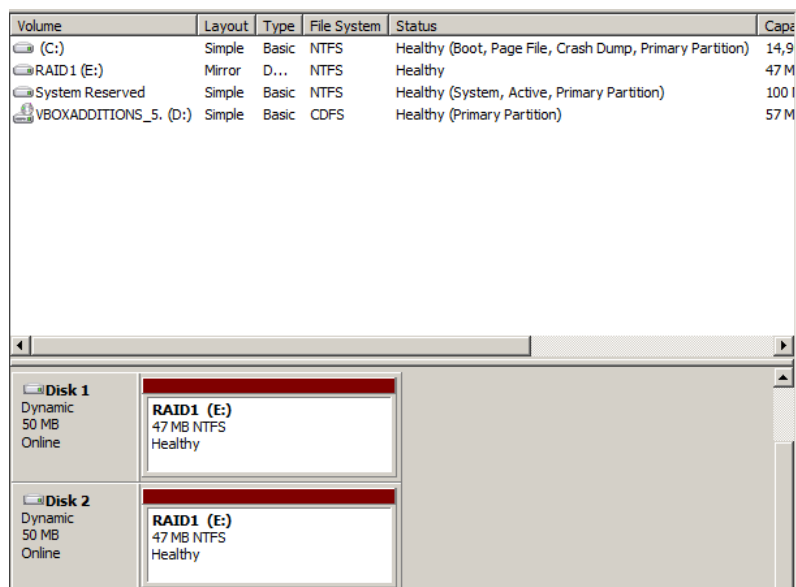 Volume Layout Type File System Status Capa
(C:) Simple Basic NTFS Healthy (Boot, Page File, Crash Dump, Primary Partition) 14,9
RAID1 (E:) Mirror D... NTFS Healthy 47 M
System Reserved Simple Basic NTFS Healthy (System, Active, Primary Partition) 100
VBOXADDITIONS_5. (D:) Simple Basic CDFS Healthy (Primary Partition) 57 M
Disk 1
Dynamic
50 MB
Online
RAID1 (E:)
47 MB NTFS
Healthy
Disk 2
Dynamic
50 MB
Online
RAID1 (E:)
47 MB NTFS
Healthy